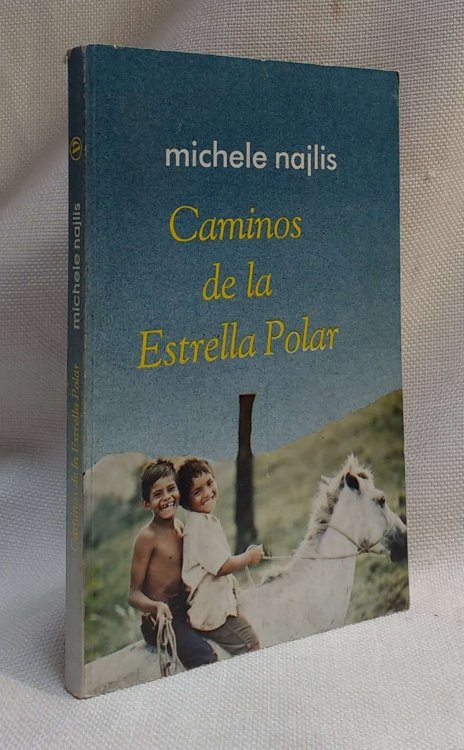 michele najlis
Caminos
de la
Estrella Polar
michele najlis
Caminos de la Estrella Polar